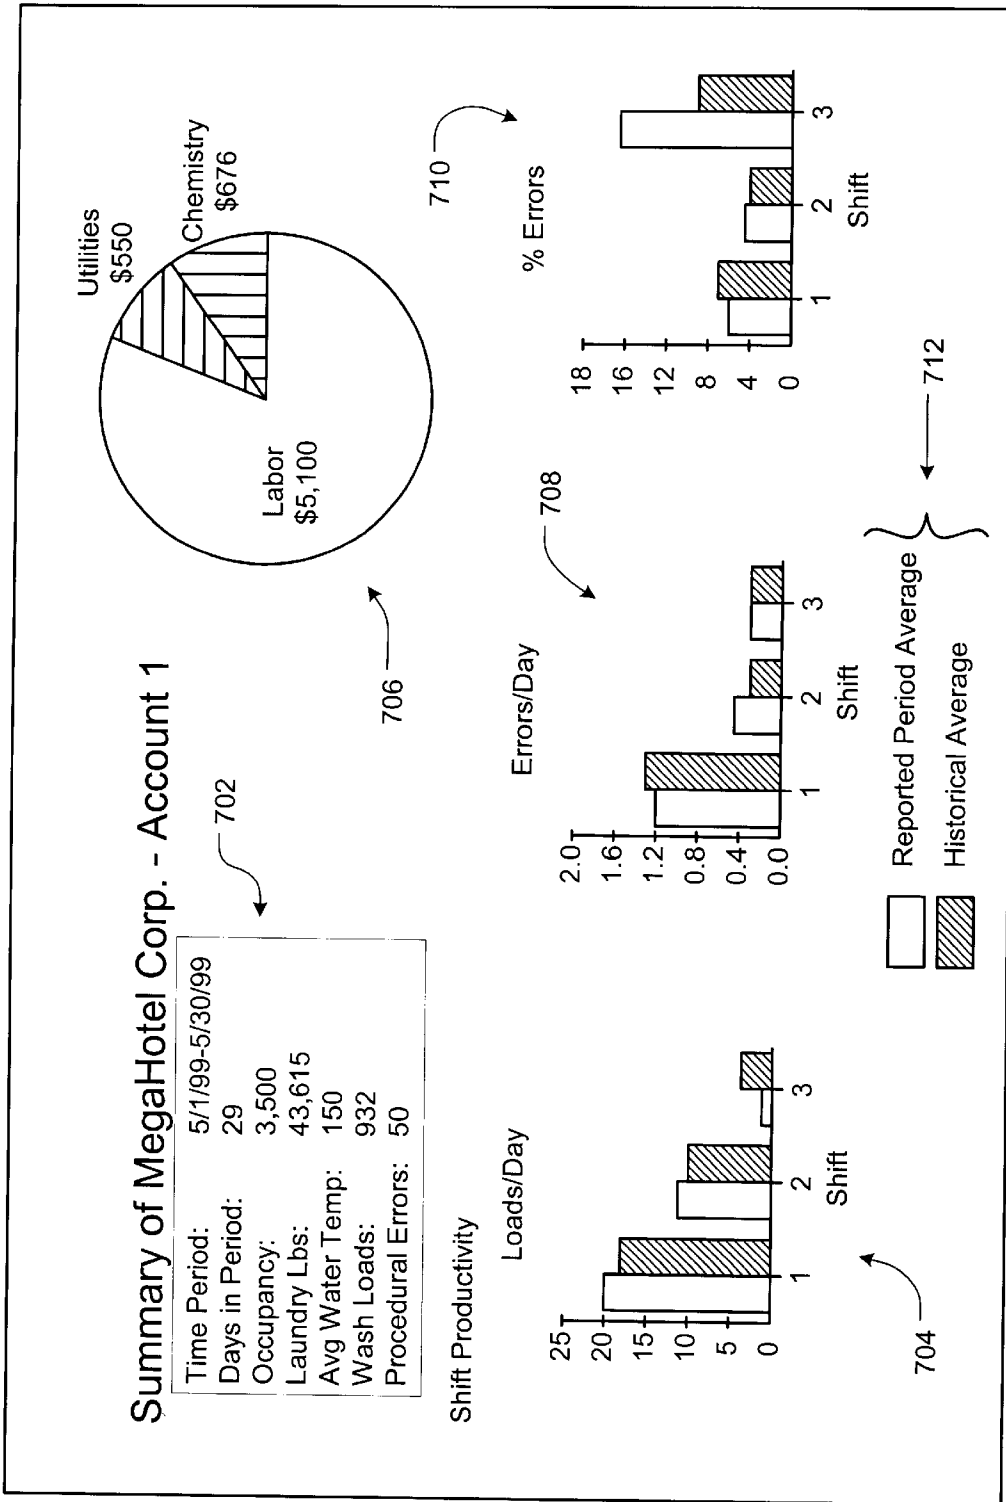 Summary of MegaHotel Corp. - Account 1
Time Period: 5/1/99-5/30/99
Days in Period: 29
Occupancy: 3,500
Laundry Lbs: 43,615
Avg Water Temp: 150
Wash Loads: 932
Procedural Errors: 50
702
Utilities
$550
Chemistry
$676
Labor
$5,100
706
Shift Productivity
Loads/Day
25
20
15
10
5
0
1
2
3
Shift
704
Errors/Day
2.0
1.6
1.2
0.8
0.4
0.0
1
2
3
Shift
708
% Errors
18
16
12
8
4
0
1
2
3
Shift
710
Reported Period Average
Historical Average
712